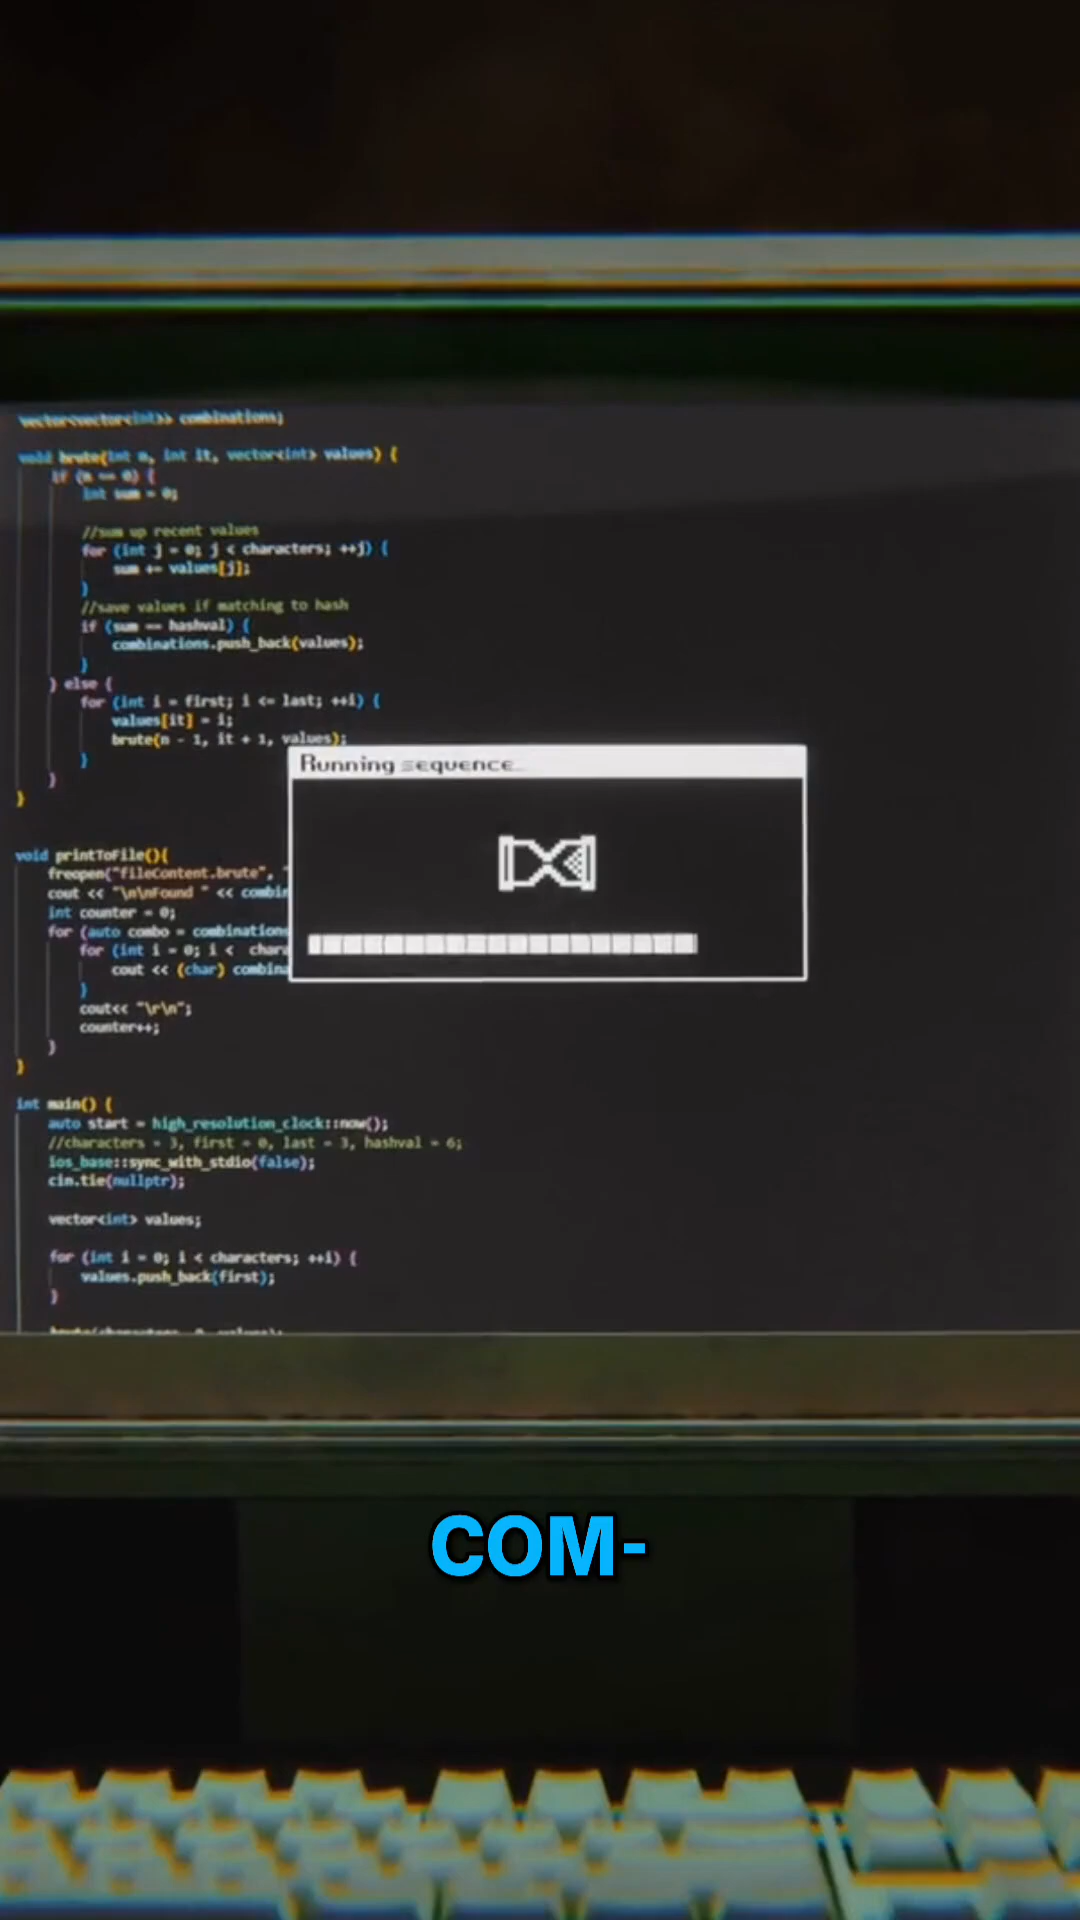 vector<vector<int>> combinations;
void brute(int n, int it, vector<int> values) {
if (n == 0) {
int sum = 0;
//sum up recent values
for (int j = 0; j < characters; ++j) {
sum += values[j];
}
//save values if matching to hash
if (sum == hashval) {
combinations.push_back(values);
}
} else {
for (int i = first; i <= last; ++i) {
values[it] = i;
brute(n - 1, it + 1, values);
}
}
}
Running sequence...
void printToFile(){
freopen("fileContent.brute", "
cout << "\n\nFound " << combin
int counter = 0;
for (auto combo = combinations
for (int i = 0; i < chara
cout << (char) combina
}
cout<< "\r\n";
counter++;
}
}
int main() {
auto start = high_resolution_clock::now();
//characters = 3, first = 0, last = 3, hashval = 6;
ios_base::sync_with_stdio(false);
cin.tie(nullptr);
vector<int> values;
for (int i = 0; i < characters; ++i) {
values.push_back(first);
}
COM-